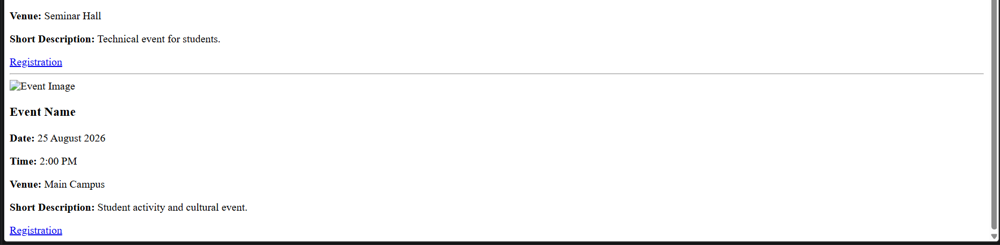 Venue: Seminar Hall
Short Description: Technical event for students.
Registration
Event Image
Event Name
Date: 25 August 2026
Time: 2:00 PM
Venue: Main Campus
Short Description: Student activity and cultural event.
Registration